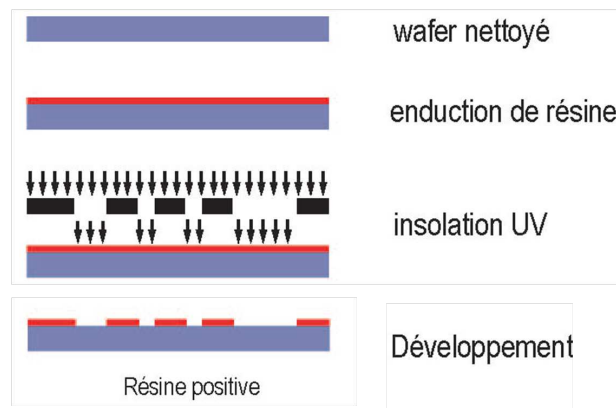 wafer nettoyé
enduction de résine
insolation UV
Développement
Résine positive